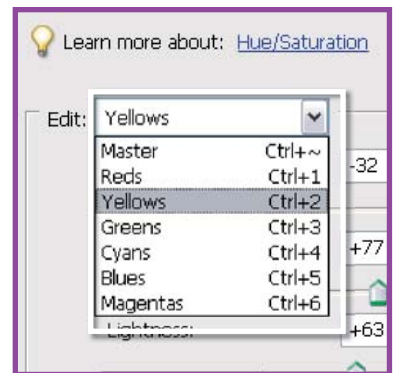 Learn more about: Hue/Saturation
Edit: Yellows
Master Ctrl+~
Reds Ctrl+1
-32
Yellows Ctrl+2
Greens Ctrl+3
Cyans Ctrl+4
+77
Blues Ctrl+5
Magentas Ctrl+6
Lightness: +63